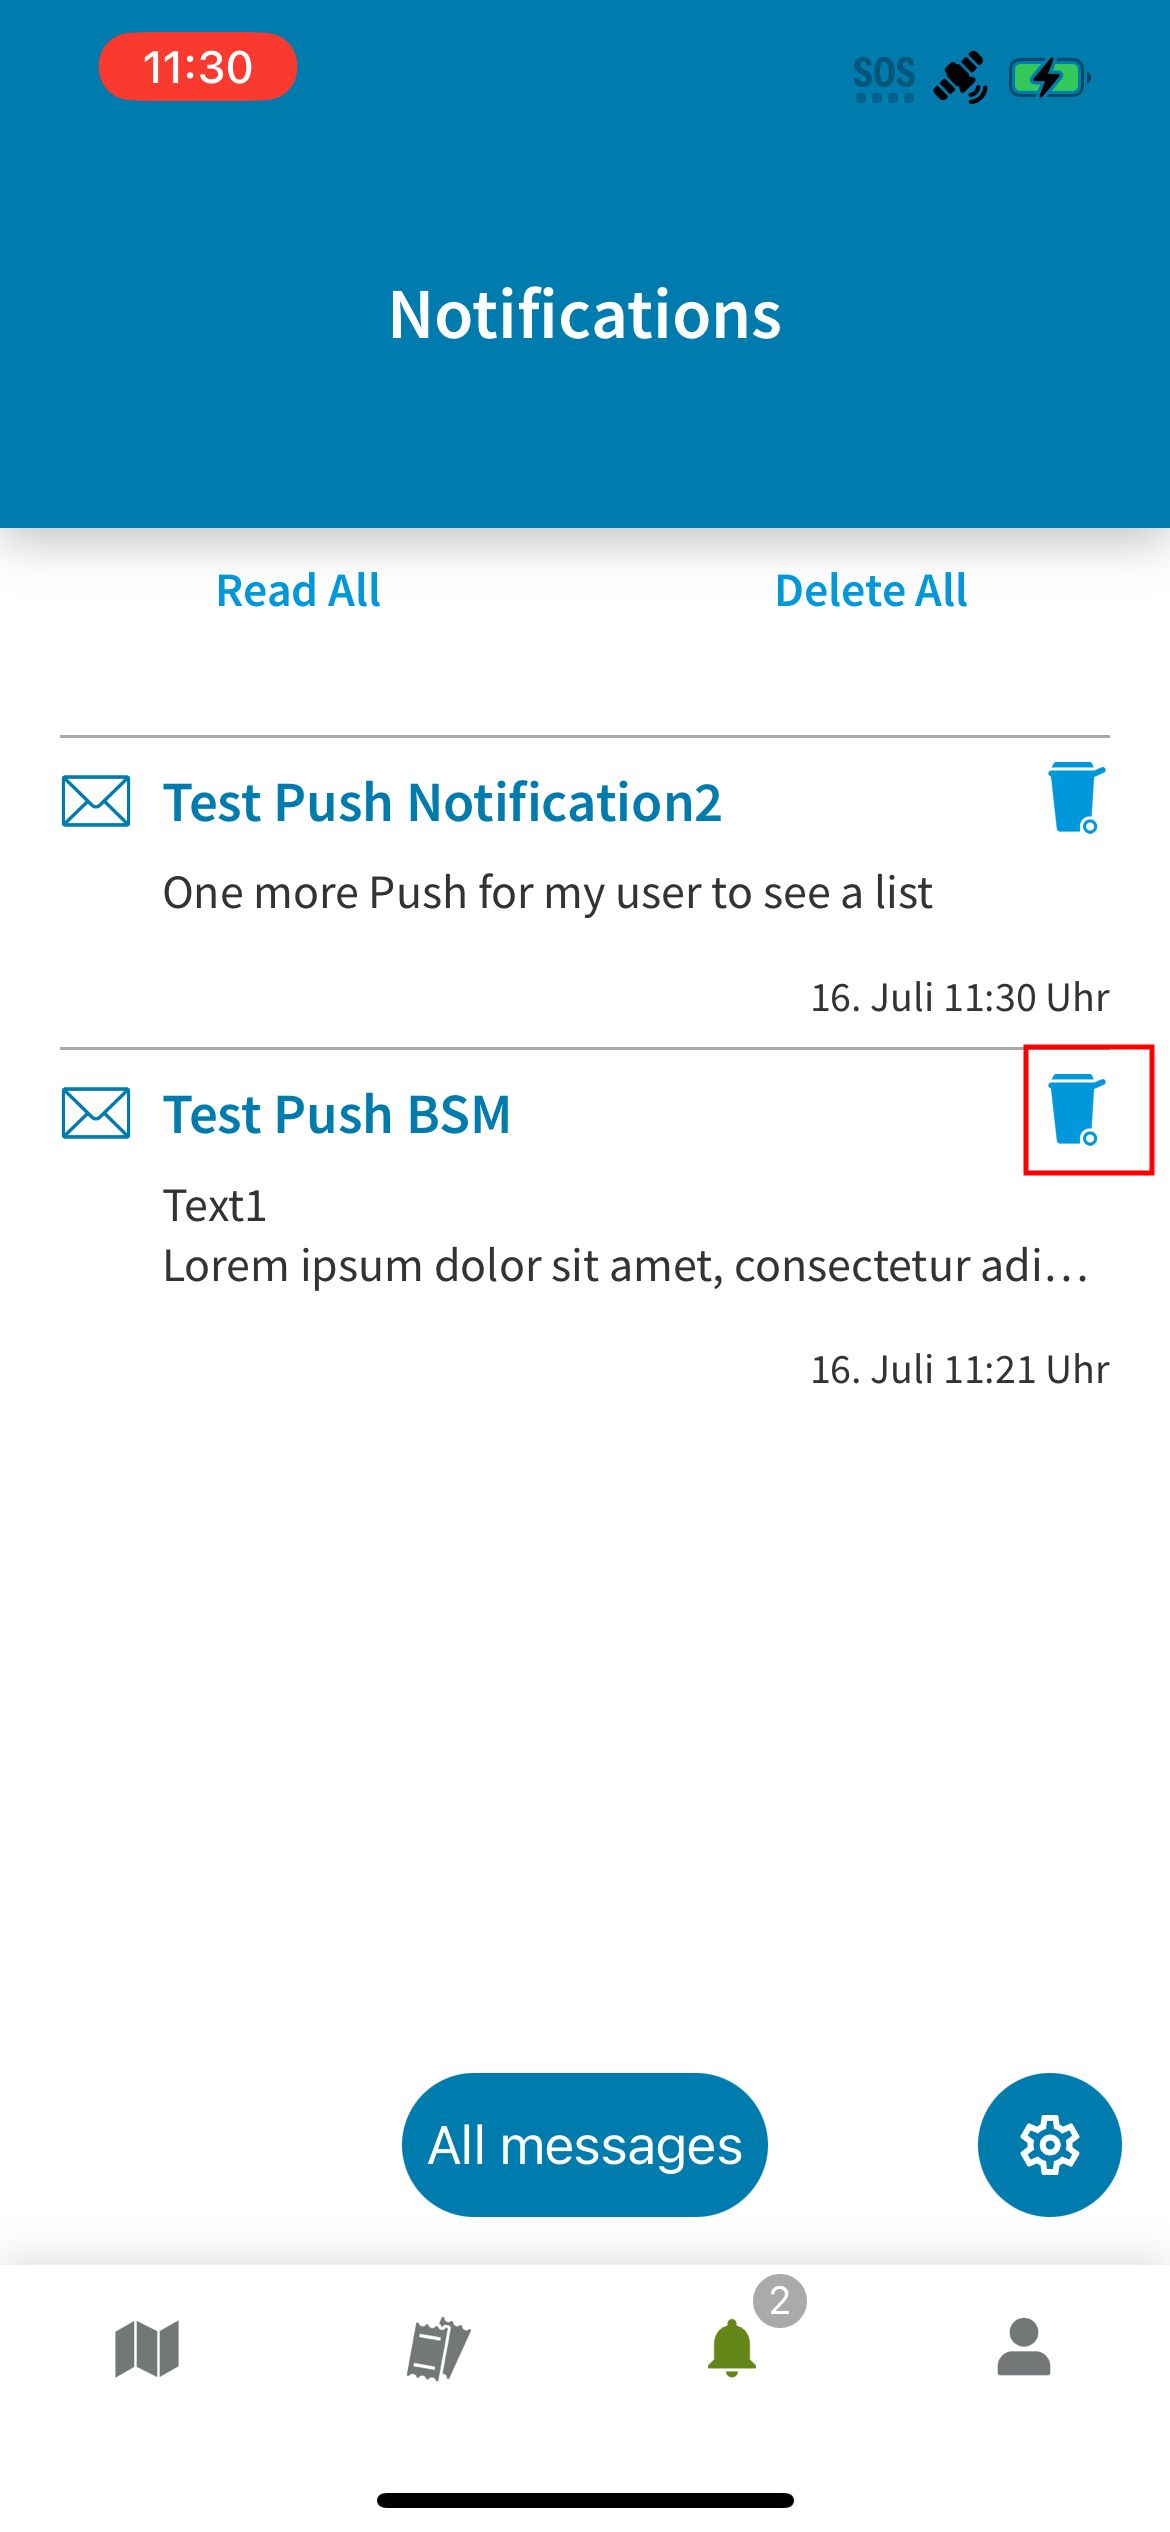 11:30
SOS
Notifications
Read All
Delete All
Test Push Notification2
One more Push for my user to see a list
16. Juli 11:30 Uhr
Test Push BSM
Text1
Lorem ipsum dolor sit amet, consectetur adi...
16. Juli 11:21 Uhr
All messages
2